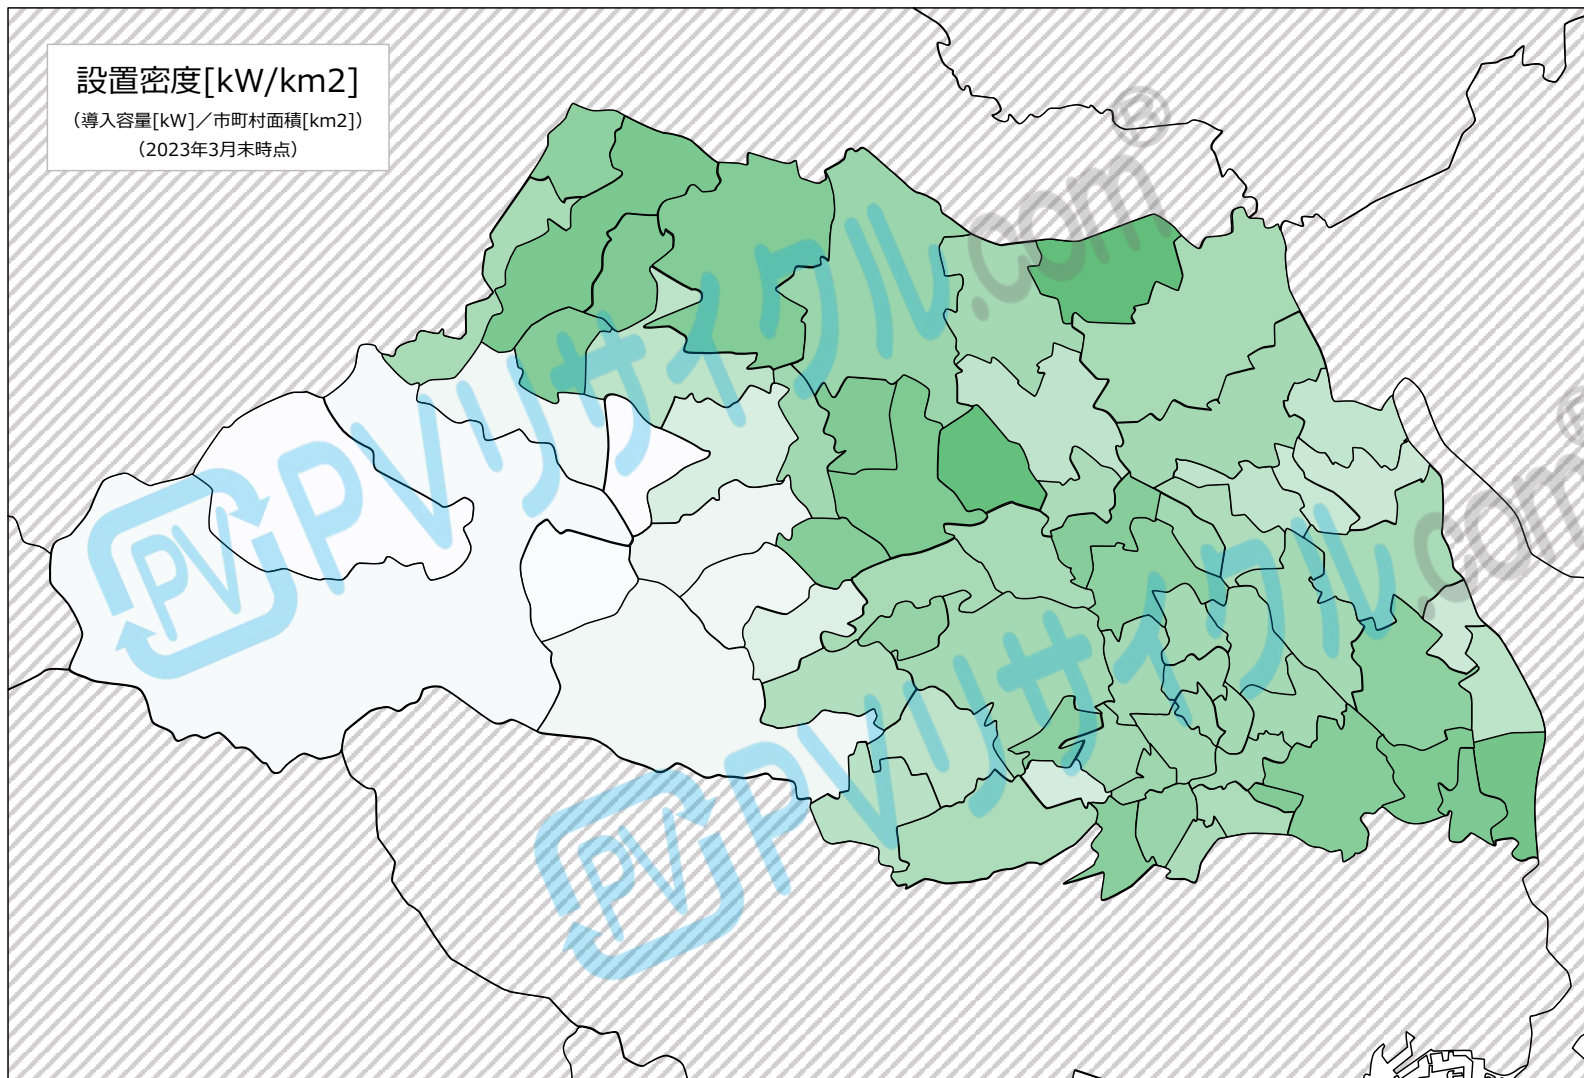 設置密度[kW/km2]
（導入容量[kW]／市町村面積[km2]）
（2023年3月末時点）
PV PVリサイクル.com®
PV PVリサイクル.com®